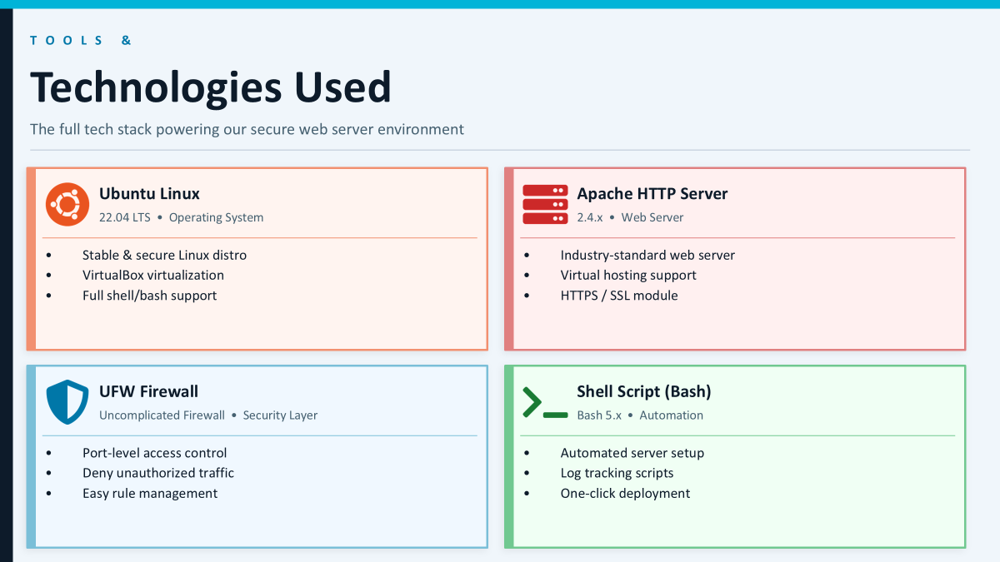 TOOLS &
Technologies Used
The full tech stack powering our secure web server environment
Ubuntu Linux
22.04 LTS • Operating System
• Stable & secure Linux distro
• VirtualBox virtualization
• Full shell/bash support
Apache HTTP Server
2.4.x • Web Server
• Industry-standard web server
• Virtual hosting support
• HTTPS / SSL module
UFW Firewall
Uncomplicated Firewall • Security Layer
• Port-level access control
• Deny unauthorized traffic
• Easy rule management
Shell Script (Bash)
Bash 5.x • Automation
• Automated server setup
• Log tracking scripts
• One-click deployment